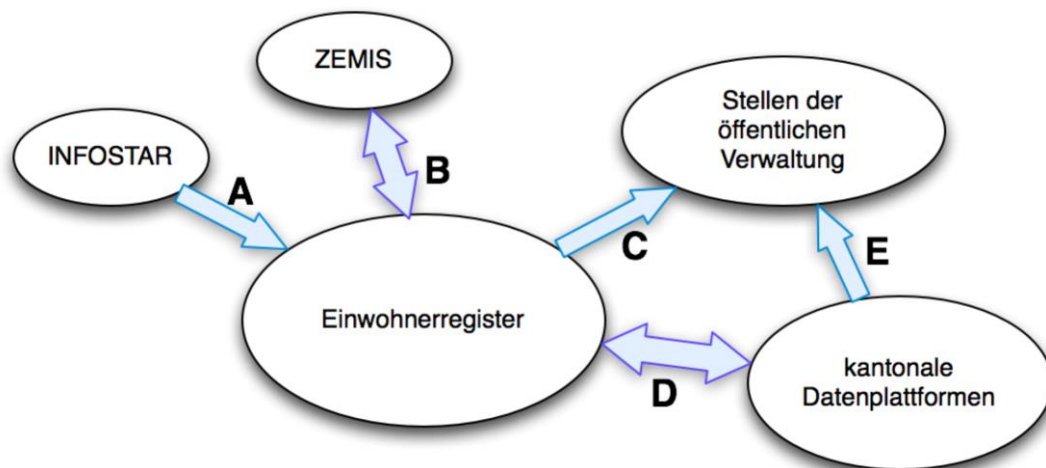 ZEMIS
Stellen der
öffentlichen
Verwaltung
INFOSTAR
A
B
C
E
Einwohnerregister
D
kantonale
Datenplattformen